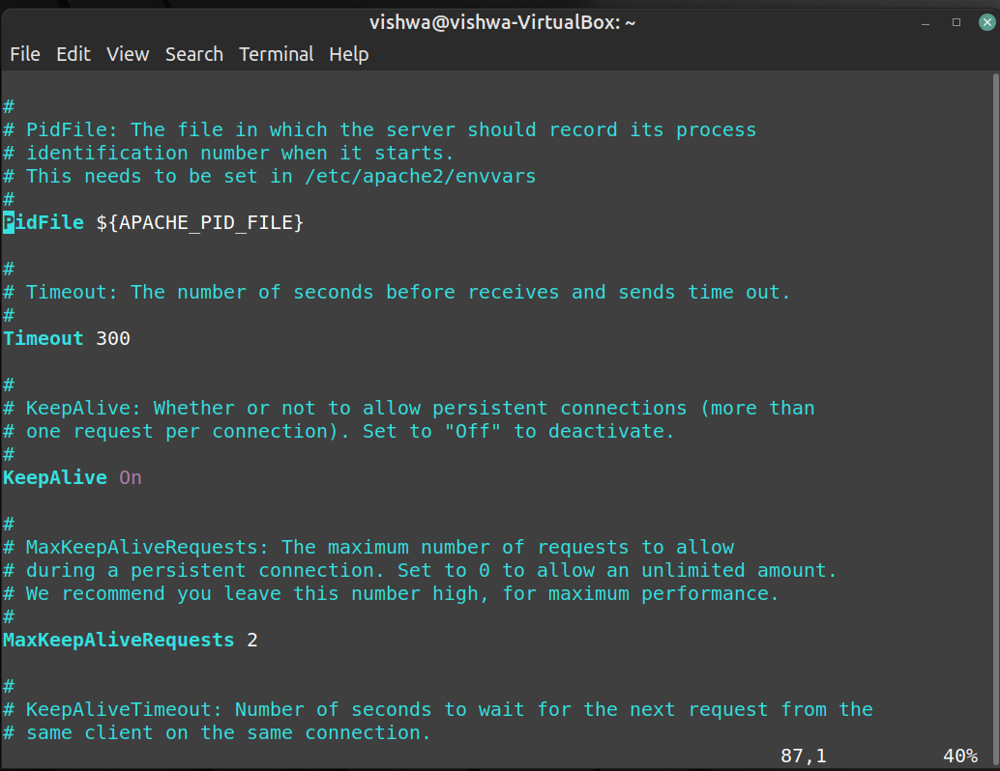 vishwa@vishwa-VirtualBox: ~
File Edit View Search Terminal Help
#
# PidFile: The file in which the server should record its process
# identification number when it starts.
# This needs to be set in /etc/apache2/envvars
#
PidFile ${APACHE_PID_FILE}
#
# Timeout: The number of seconds before receives and sends time out.
#
Timeout 300
#
# KeepAlive: Whether or not to allow persistent connections (more than
# one request per connection). Set to "Off" to deactivate.
#
KeepAlive On
#
# MaxKeepAliveRequests: The maximum number of requests to allow
# during a persistent connection. Set to 0 to allow an unlimited amount.
# We recommend you leave this number high, for maximum performance.
#
MaxKeepAliveRequests 2
#
# KeepAliveTimeout: Number of seconds to wait for the next request from the
# same client on the same connection.
87,1 40%